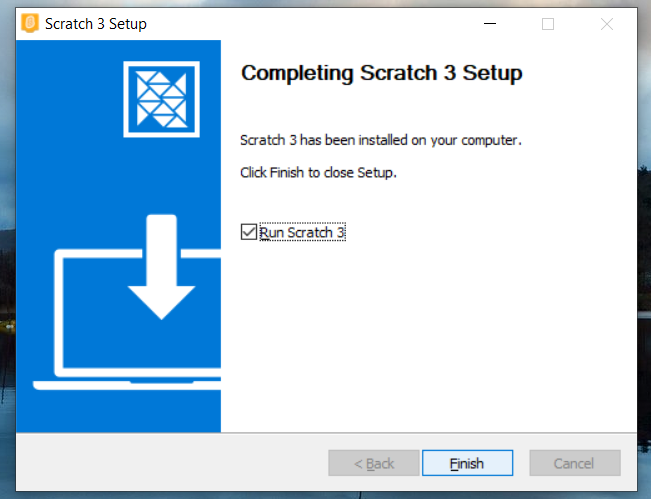 Scratch 3 Setup
Completing Scratch 3 Setup
Scratch 3 has been installed on your computer.
Click Finish to close Setup.
Run Scratch 3
< Back
Finish
Cancel